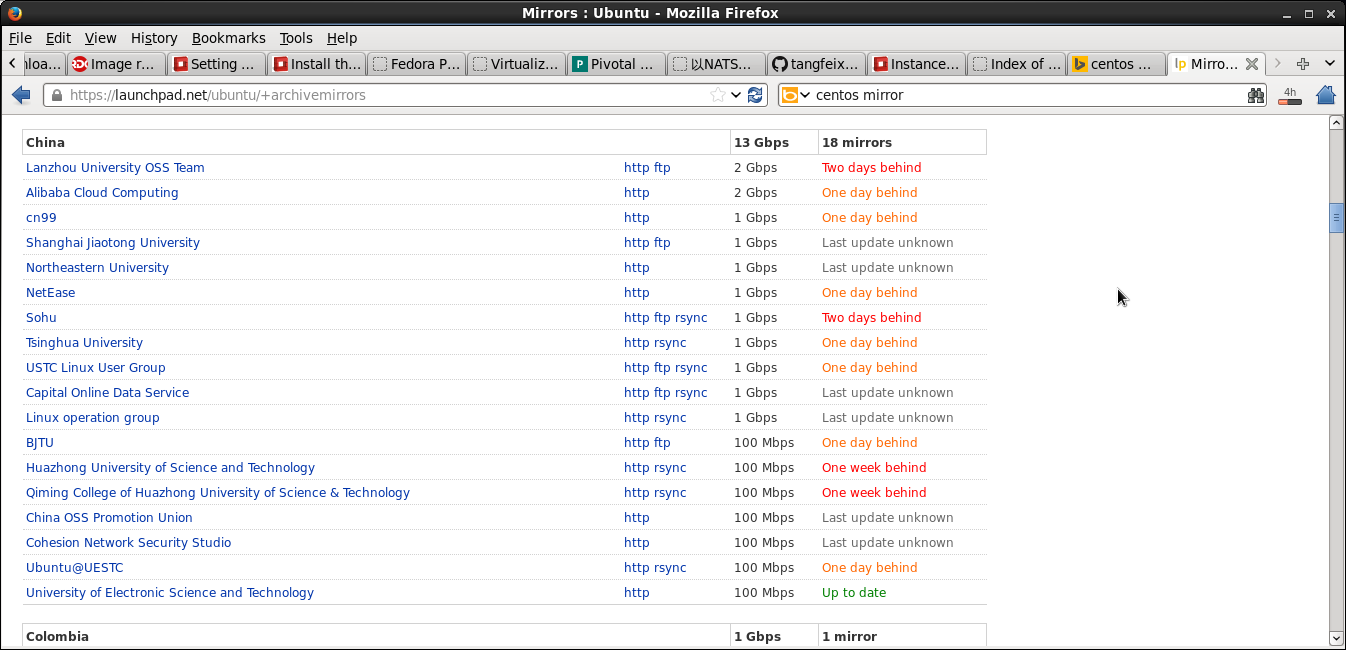 Mirrors : Ubuntu - Mozilla Firefox
File Edit View History Bookmarks Tools Help
nloa... Image r... Setting ... Install th... Fedora P... Virtualiz... Pivotal ... 以NATS... tangfeix... Instance... Index of ... centos ... Mirro...
https://launchpad.net/ubuntu/+archivemirrors centos mirror 4h
China 13 Gbps 18 mirrors
Lanzhou University OSS Team http ftp 2 Gbps Two days behind
Alibaba Cloud Computing http 2 Gbps One day behind
cn99 http 1 Gbps One day behind
Shanghai Jiaotong University http ftp 1 Gbps Last update unknown
Northeastern University http 1 Gbps Last update unknown
NetEase http 1 Gbps One day behind
Sohu http ftp rsync 1 Gbps Two days behind
Tsinghua University http rsync 1 Gbps One day behind
USTC Linux User Group http ftp rsync 1 Gbps One day behind
Capital Online Data Service http ftp rsync 1 Gbps Last update unknown
Linux operation group http rsync 1 Gbps Last update unknown
BJTU http ftp 100 Mbps One day behind
Huazhong University of Science and Technology http rsync 100 Mbps One week behind
Qiming College of Huazhong University of Science & Technology http rsync 100 Mbps One week behind
China OSS Promotion Union http 100 Mbps Last update unknown
Cohesion Network Security Studio http 100 Mbps Last update unknown
Ubuntu@UESTC http rsync 100 Mbps One day behind
University of Electronic Science and Technology http 100 Mbps Up to date
Colombia 1 Gbps 1 mirror